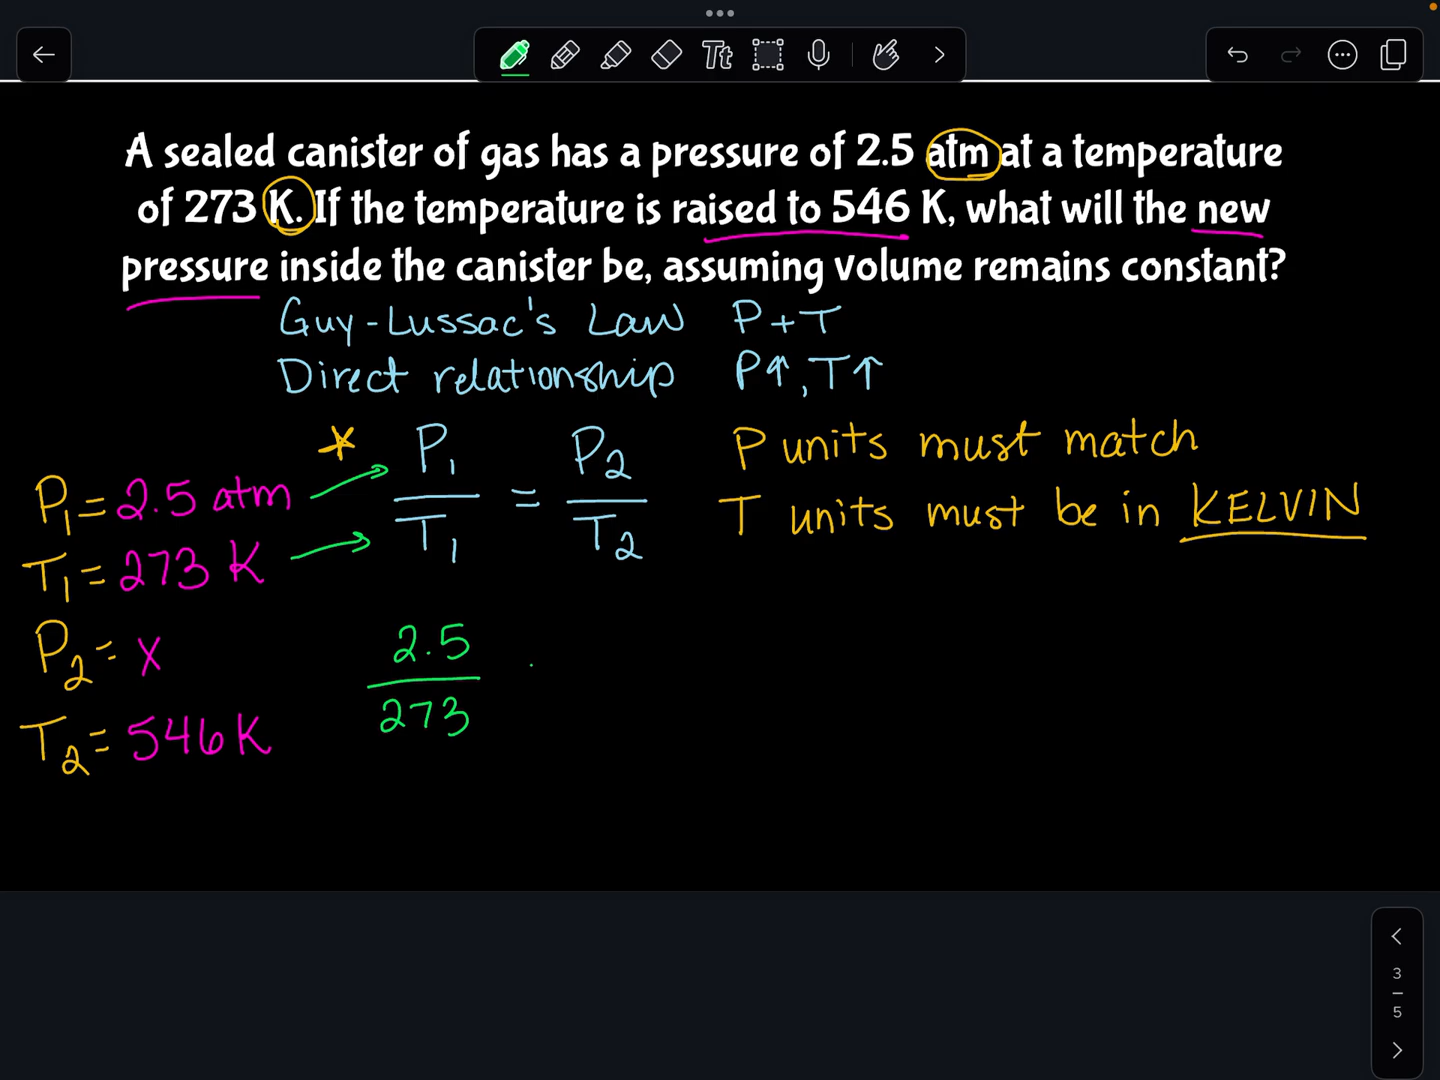 Tt
A sealed canister of gas has a pressure of 2.5 atm at a temperature
of 273 K. If the temperature is raised to 546 K, what will the new
pressure inside the canister be, assuming volume remains constant?
Guy-Lussac's Law P + T
Direct relationship P↑, T↑
* P₁/T₁ = P₂/T₂
P units must match
T units must be in KELVIN
P₁ = 2.5 atm
T₁ = 273 K
P₂ = x
T₂ = 546 K
2.5
273
3
5